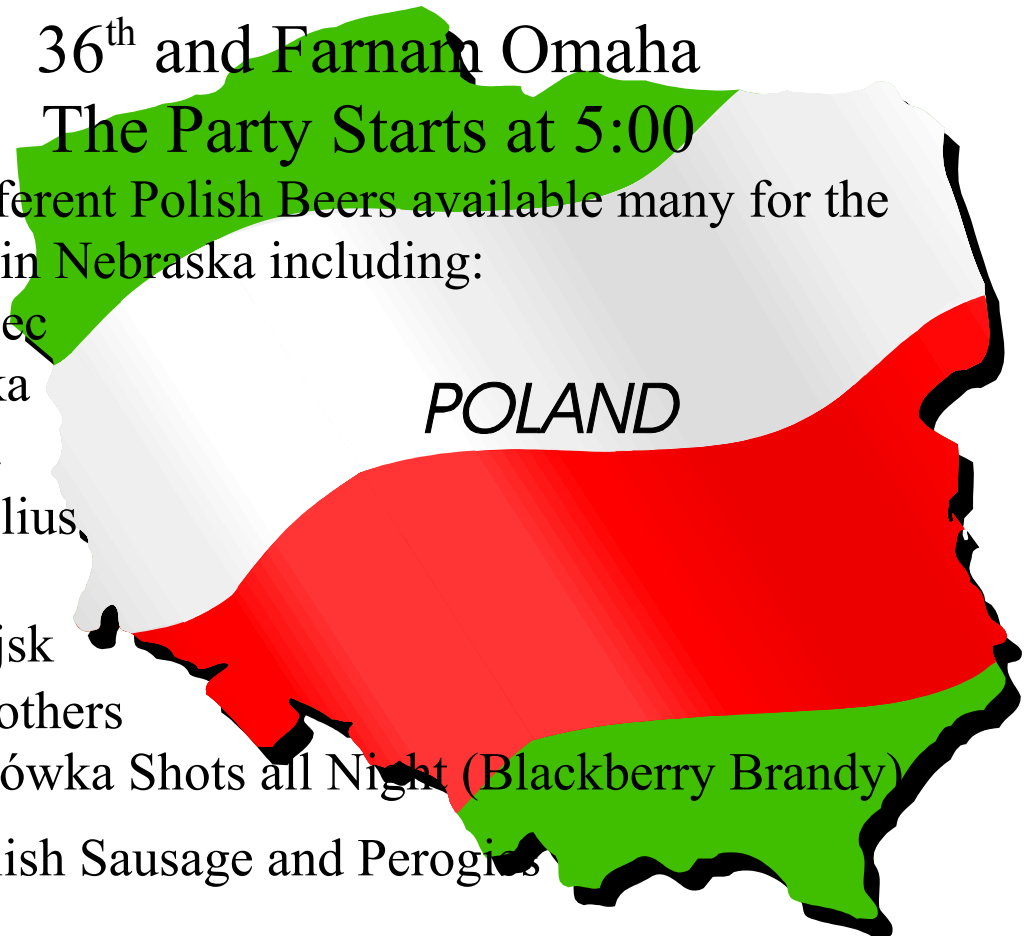 36th and Farnam Omaha
The Party Starts at 5:00
ferent Polish Beers available many for the
in Nebraska including:
ec
ka
POLAND
lius
jsk
others
ówka Shots all Night (Blackberry Brandy)
lish Sausage and Perogies